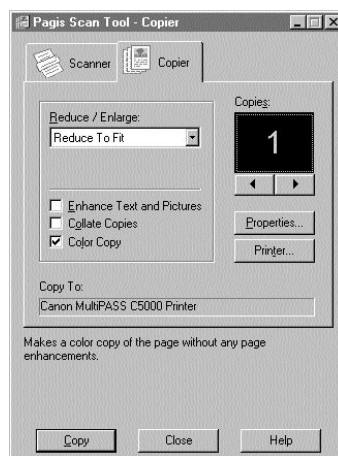 Pagis Scan Tool - Copier
Scanner
Copier
Reduce / Enlarge:
Reduce To Fit
Enhance Text and Pictures
Collate Copies
Color Copy
Copies:
1
Properties...
Printer...
Copy To:
Canon MultiPASS C5000 Printer
Makes a color copy of the page without any page
enhancements.
Copy
Close
Help